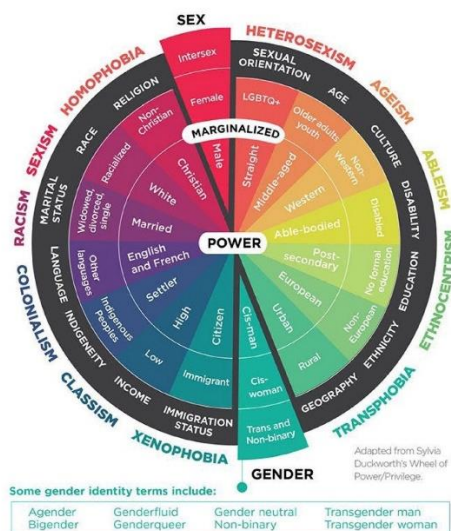 SEX
HOMOPHOBIA
HETEROSEXISM
AGEISM
ABLEISM
ETHNOCENTRISM
TRANSPHOBIA
XENOPHOBIA
CLASSISM
COLONIALISM
RACISM
SEXISM
Intersex
Female
Male
SEXUAL
ORIENTATION
AGE
CULTURE
DISABILITY
EDUCATION
ETHNICITY
GEOGRAPHY
IMMIGRATION
STATUS
INCOME
INDIGENEITY
LANGUAGE
MARITAL
STATUS
RACE
RELIGION
LGBTQ+
Older adults
youth
Non-
Western
Disabled
No formal
education
Non-
European
Rural
Immigrant
Low
Indigenous
Peoples
Other
languages
Widowed,
divorced,
single
Racialized
Non-
Christian
MARGINALIZED
Straight
Middle-aged
Western
Able-bodied
Post-
secondary
European
Urban
Cis-man
Citizen
High
Settler
English
and French
Married
White
Christian
POWER
Cis-
woman
Trans and
Non-binary
GENDER
Adapted from Sylvia
Duckworth's Wheel of
Power/Privilege.
Some gender identity terms include:
Agender Genderfluid Gender neutral Transgender man
Bigender Genderqueer Non-binary Transgender woman